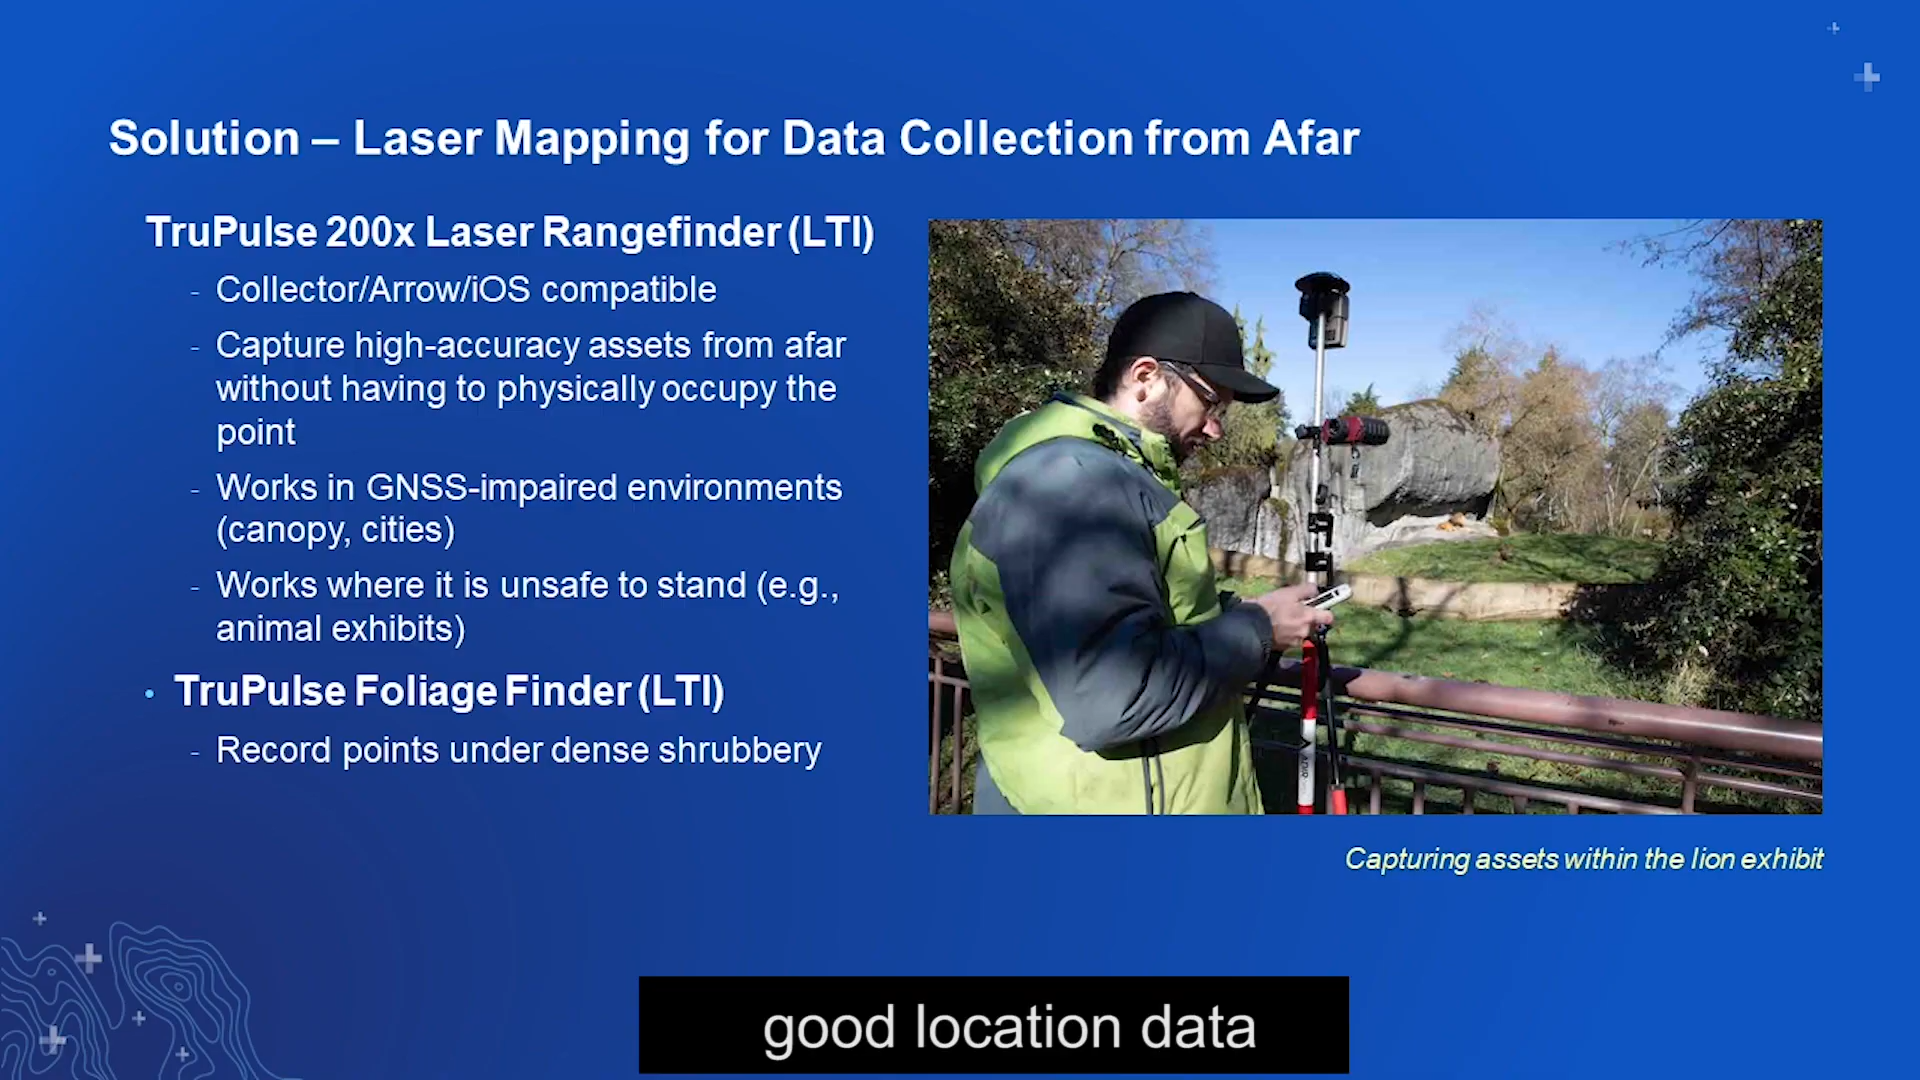 Solution – Laser Mapping for Data Collection from Afar
TruPulse 200x Laser Rangefinder (LTI)
- Collector/Arrow/iOS compatible
- Capture high-accuracy assets from afar
without having to physically occupy the
point
- Works in GNSS-impaired environments
(canopy, cities)
- Works where it is unsafe to stand (e.g.,
animal exhibits)
• TruPulse Foliage Finder (LTI)
- Record points under dense shrubbery
Capturing assets within the lion exhibit
good location data